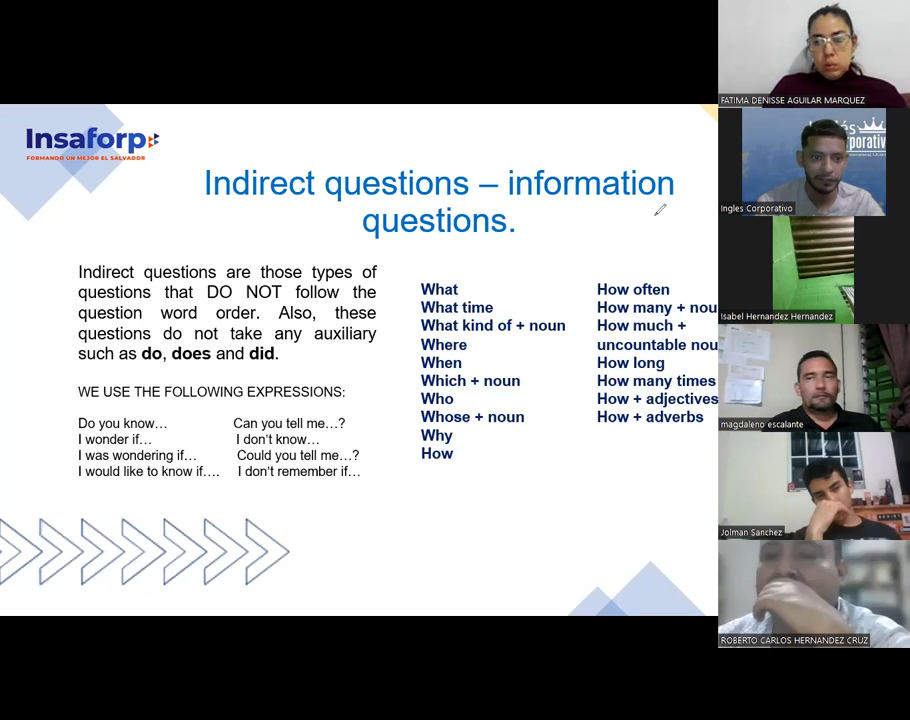 Insaforp
FORMANDO UN MEJOR EL SALVADOR
Indirect questions – information
questions.
Indirect questions are those types of
questions that DO NOT follow the
question word order. Also, these
questions do not take any auxiliary
such as do, does and did.
WE USE THE FOLLOWING EXPRESSIONS:
Do you know… Can you tell me…?
I wonder if… I don't know…
I was wondering if… Could you tell me…?
I would like to know if…. I don't remember if…
What
What time
What kind of + noun
Where
When
Which + noun
Who
Whose + noun
Why
How
How often
How many + nou
How much +
uncountable nou
How long
How many times
How + adjectives
How + adverbs
FATIMA DENISSE AGUILAR MARQUEZ
Ingles Corporativo
Isabel Hernandez Hernandez
magdaleno escalante
Jolman Sanchez
ROBERTO CARLOS HERNANDEZ CRUZ